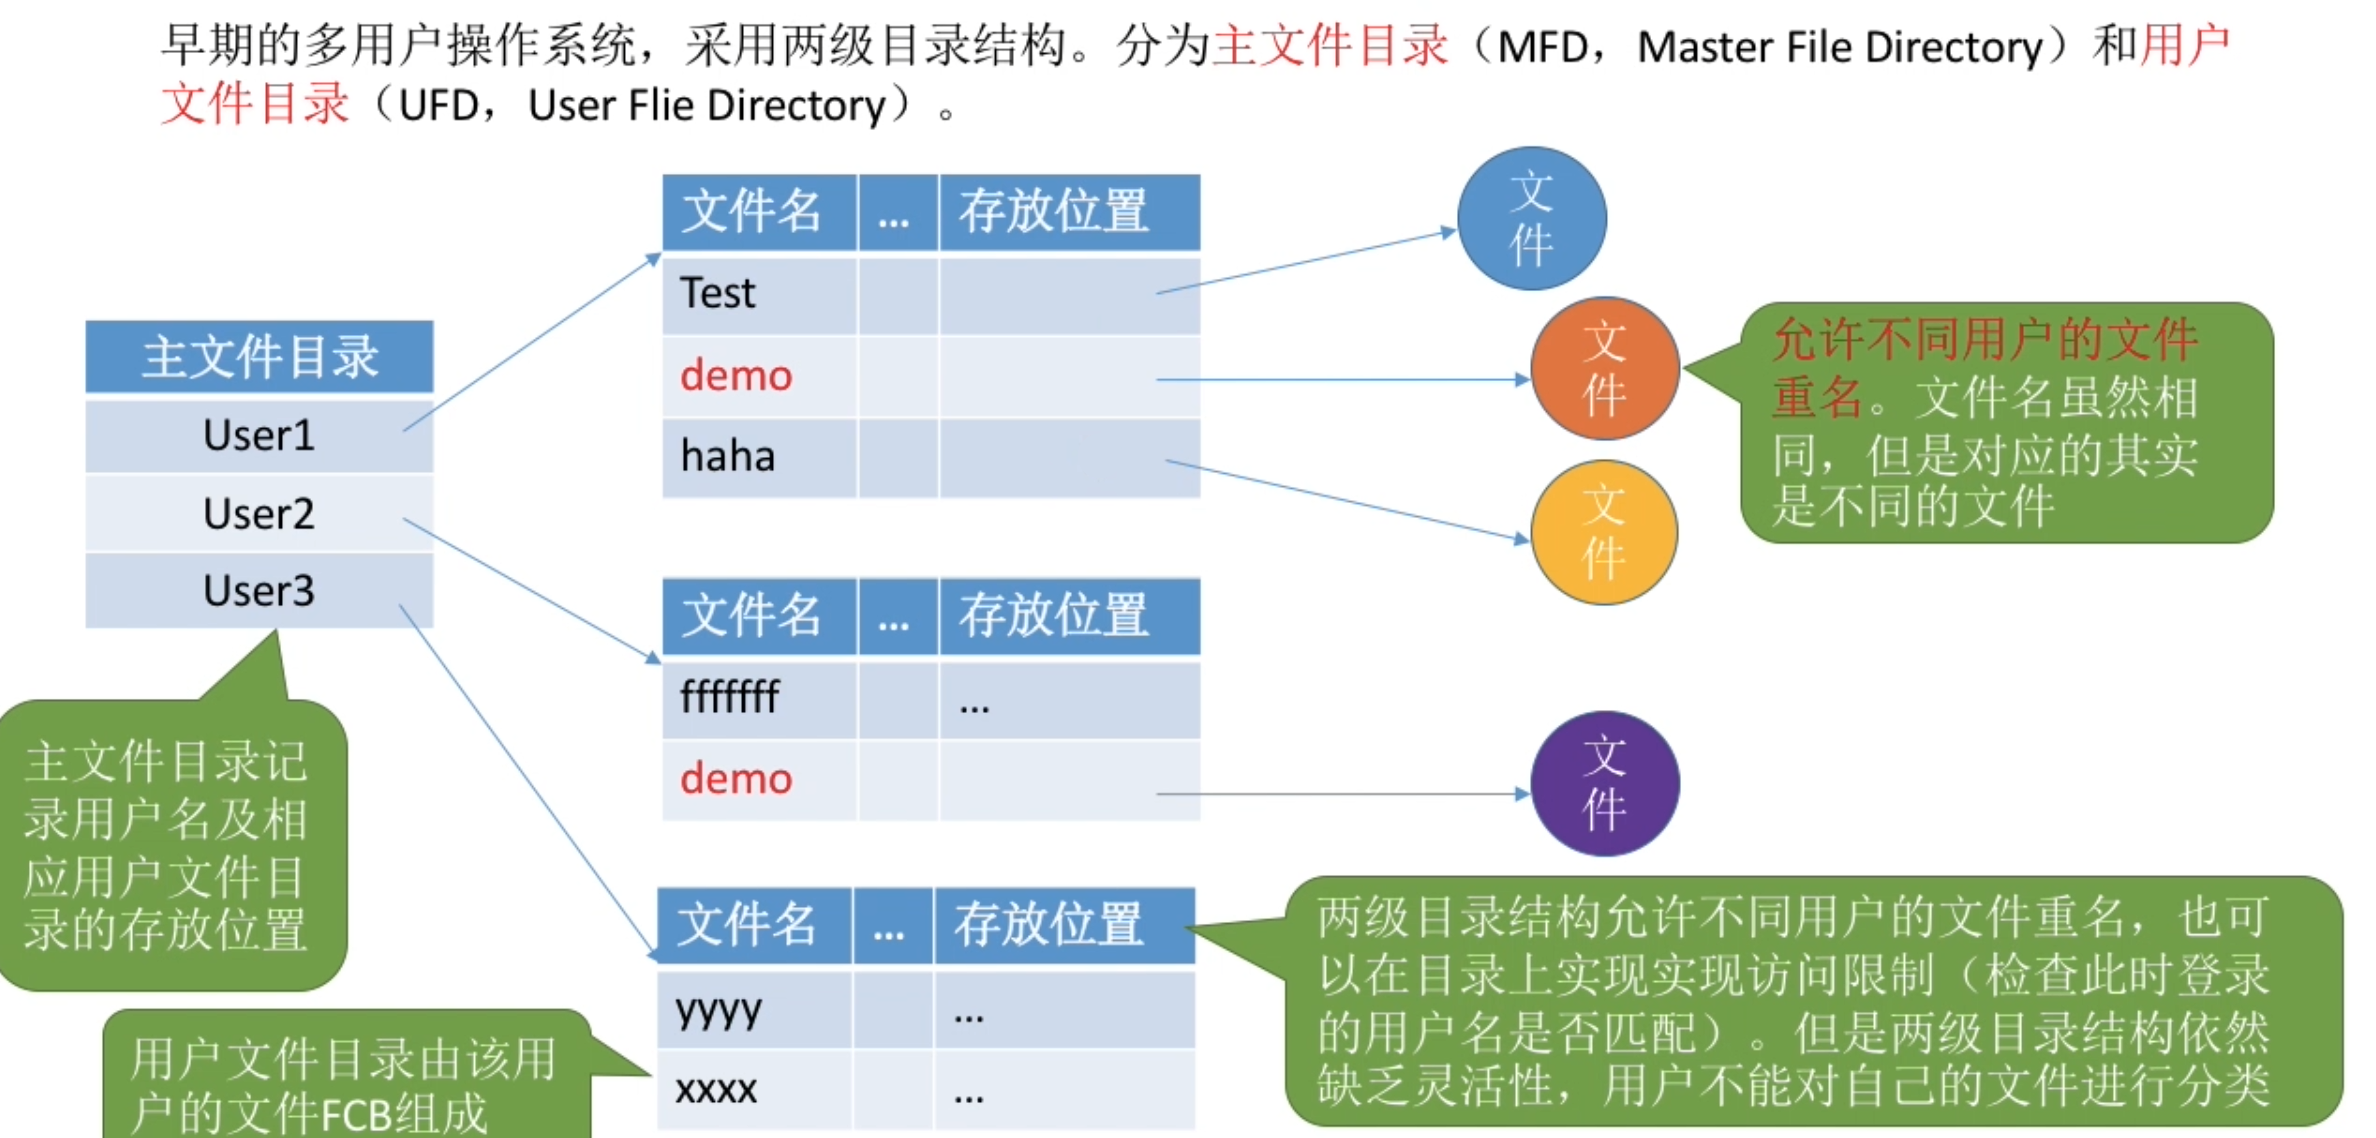 早期的多用户操作系统，采用两级目录结构。分为主文件目录（MFD，Master File Directory）和用户
文件目录（UFD，User Flie Directory）。
主文件目录
User1
User2
User3
主文件目录记
录用户名及相
应用户文件目
录的存放位置
用户文件目录由该用
户的文件FCB组成
文件名 ... 存放位置
Test
demo
haha
文件名 ... 存放位置
fffffff ...
demo
文件名 ... 存放位置
yyyy ...
xxxx ...
文
件
文
件
文
件
文
件
允许不同用户的文件
重名。文件名虽然相
同，但是对应的其实
是不同的文件
两级目录结构允许不同用户的文件重名，也可
以在目录上实现实现访问限制（检查此时登录
的用户名是否匹配）。但是两级目录结构依然
缺乏灵活性，用户不能对自己的文件进行分类